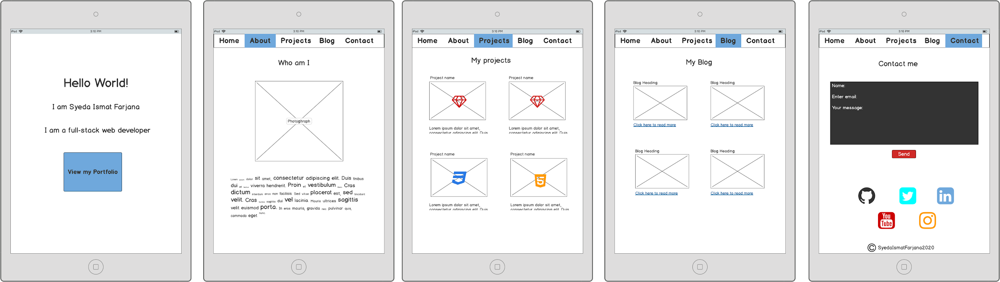 iPad 3:10 PM
Hello World!
I am Syeda Ismat Farjana
I am a full-stack web developer
View my Portfolio
iPad 3:10 PM
Home About Projects Blog Contact
Who am I
Photoghraph
Lorem ipsum dolor sit amet, consectetur adipiscing elit. Duis finibus
dui et lectus viverra hendrerit. Proin et vestibulum libero. Cras
dictum interdum eros non facilisis. Sed vitae placerat est, sed tincidunt
velit. Cras facilisis sagittis dui vel lacinia. Mauris ultrices sagittis
velit euismod porta. In eros mauris, gravida nec pulvinar quis,
commodo eget nunc.
iPad 3:10 PM
Home About Projects Blog Contact
My projects
Project name Project name
Lorem ipsum dolor sit amet, Lorem ipsum dolor sit amet,
consectetur adipiscing elit. Duis consectetur adipiscing elit. Duis
Project name Project name
5
Lorem ipsum dolor sit amet, Lorem ipsum dolor sit amet,
consectetur adipiscing elit. Duis consectetur adipiscing elit. Duis
iPad 3:10 PM
Home About Projects Blog Contact
My Blog
Blog Heading Blog Heading
Click here to read more Click here to read more
Blog Heading Blog Heading
Click here to read more Click here to read more
iPad 3:10 PM
Home About Projects Blog Contact
Contact me
Name:
Enter email:
Your message:
Send
in
You
Tube
© SyedaIsmatFarjana2020